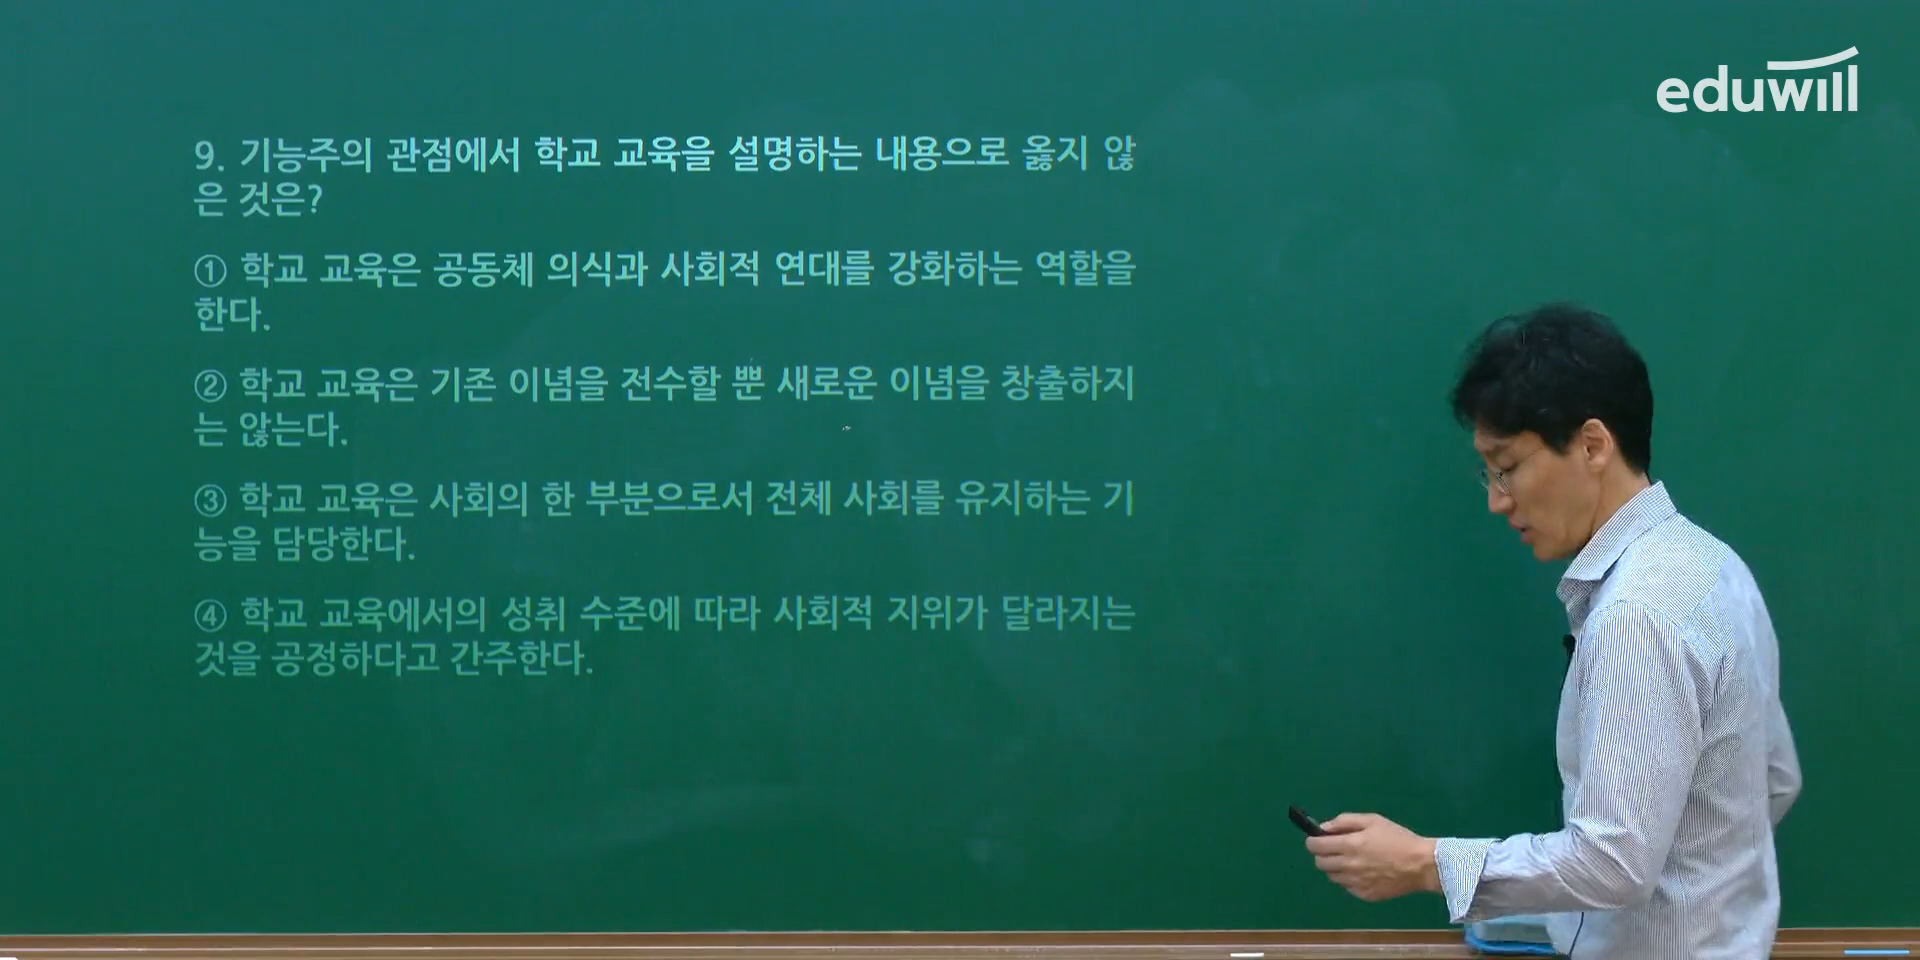 eduwill
9. 기능주의 관점에서 학교 교육을 설명하는 내용으로 옳지 않
은 것은?
① 학교 교육은 공동체 의식과 사회적 연대를 강화하는 역할을
한다.
② 학교 교육은 기존 이념을 전수할 뿐 새로운 이념을 창출하지
는 않는다.
③ 학교 교육은 사회의 한 부분으로서 전체 사회를 유지하는 기
능을 담당한다.
④ 학교 교육에서의 성취 수준에 따라 사회적 지위가 달라지는
것을 공정하다고 간주한다.